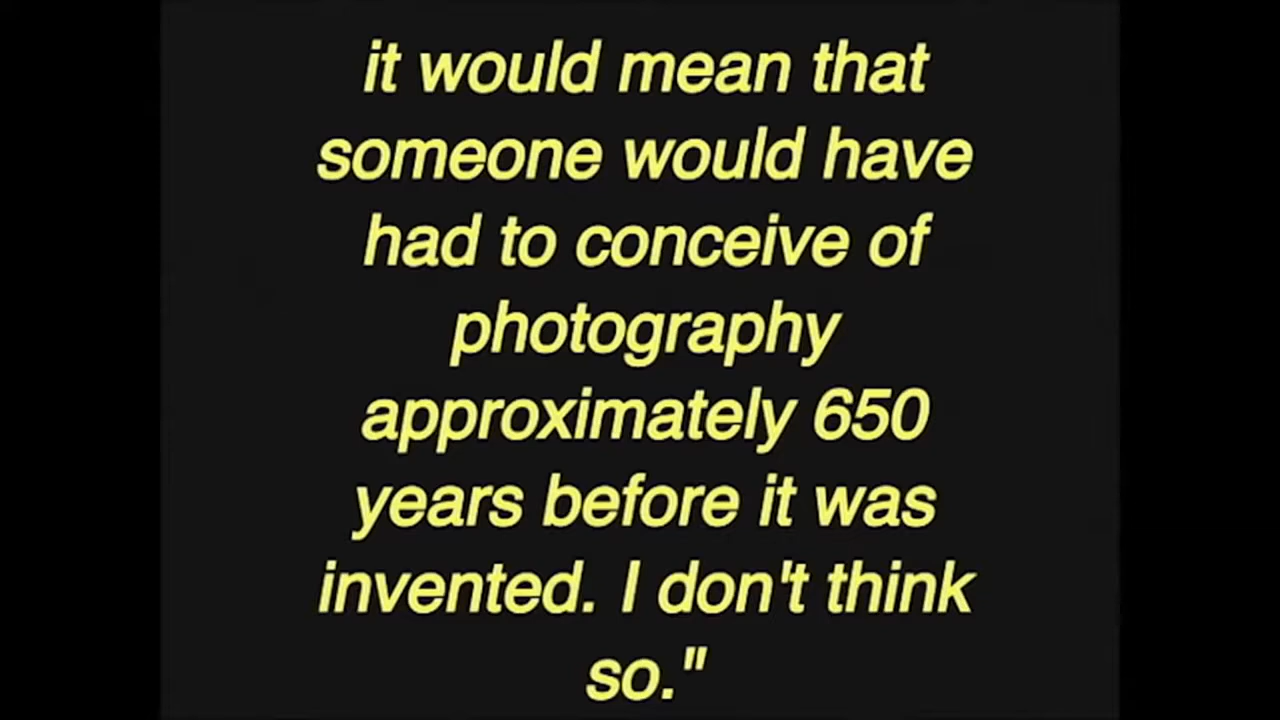 it would mean that
someone would have
had to conceive of
photography
approximately 650
years before it was
invented. I don't think
so."